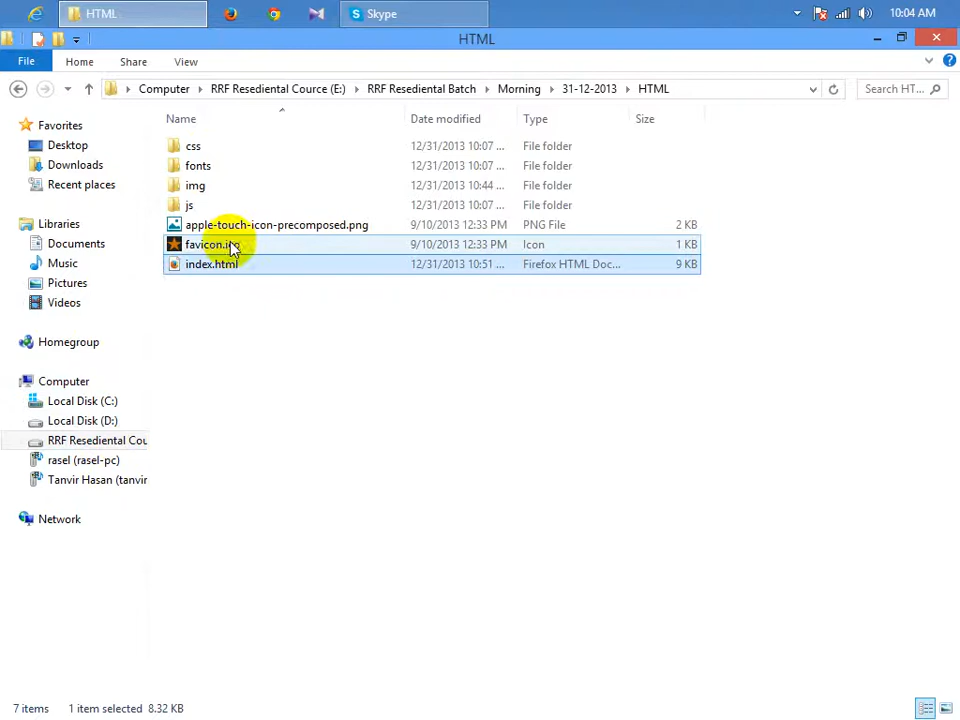 HTML
Skype
10:04 AM
HTML
File Home Share View
Computer RRF Resediental Cource (E:) RRF Resediental Batch Morning 31-12-2013 HTML Search HT...
Name Date modified Type Size
Favorites
Desktop
Downloads
Recent places
Libraries
Documents
Music
Pictures
Videos
Homegroup
Computer
Local Disk (C:)
Local Disk (D:)
RRF Resediental Cou
rasel (rasel-pc)
Tanvir Hasan (tanvir
Network
css 12/31/2013 10:07 ... File folder
fonts 12/31/2013 10:07 ... File folder
img 12/31/2013 10:44 ... File folder
js 12/31/2013 10:07 ... File folder
apple-touch-icon-precomposed.png 9/10/2013 12:33 PM PNG File 2 KB
favicon.ico 9/10/2013 12:33 PM Icon 1 KB
index.html 12/31/2013 10:51 ... Firefox HTML Doc... 9 KB
7 items 1 item selected 8.32 KB